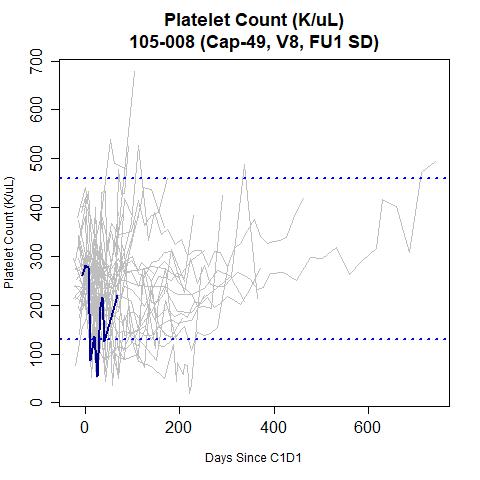 Platelet Count (K/uL)
105-008 (Cap-49, V8, FU1 SD)
Platelet Count (K/uL)
700
600
500
400
300
200
100
0
0 200 400 600
Days Since C1D1